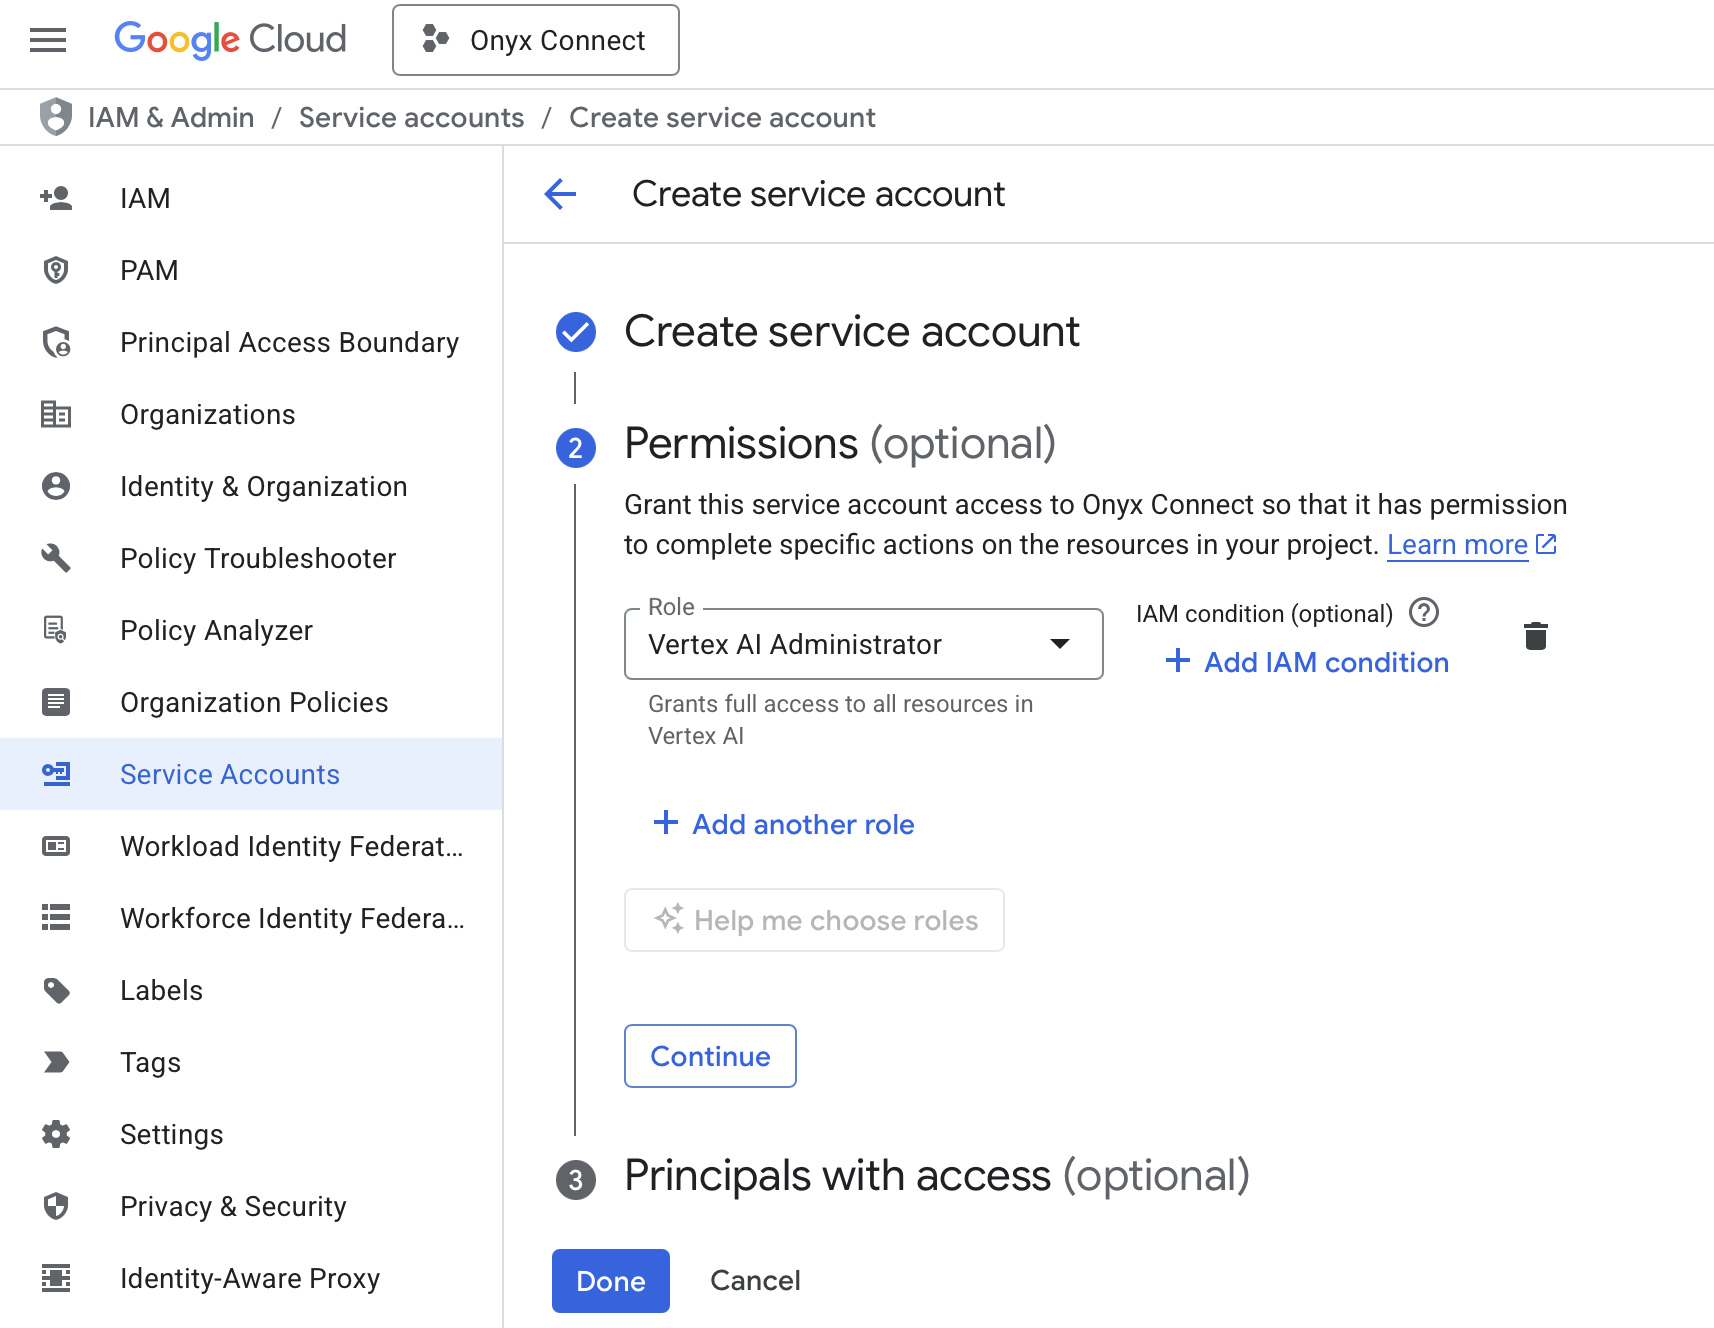 Google Cloud
Onyx Connect
IAM & Admin / Service accounts / Create service account
IAM
PAM
Principal Access Boundary
Organizations
Identity & Organization
Policy Troubleshooter
Policy Analyzer
Organization Policies
Service Accounts
Workload Identity Federat...
Workforce Identity Federa...
Labels
Tags
Settings
Privacy & Security
Identity-Aware Proxy
Create service account
Create service account
2
Permissions (optional)
Grant this service account access to Onyx Connect so that it has permission
to complete specific actions on the resources in your project. Learn more
Role
Vertex AI Administrator
Grants full access to all resources in
Vertex AI
IAM condition (optional)
+ Add IAM condition
+ Add another role
Help me choose roles
Continue
3
Principals with access (optional)
Done
Cancel